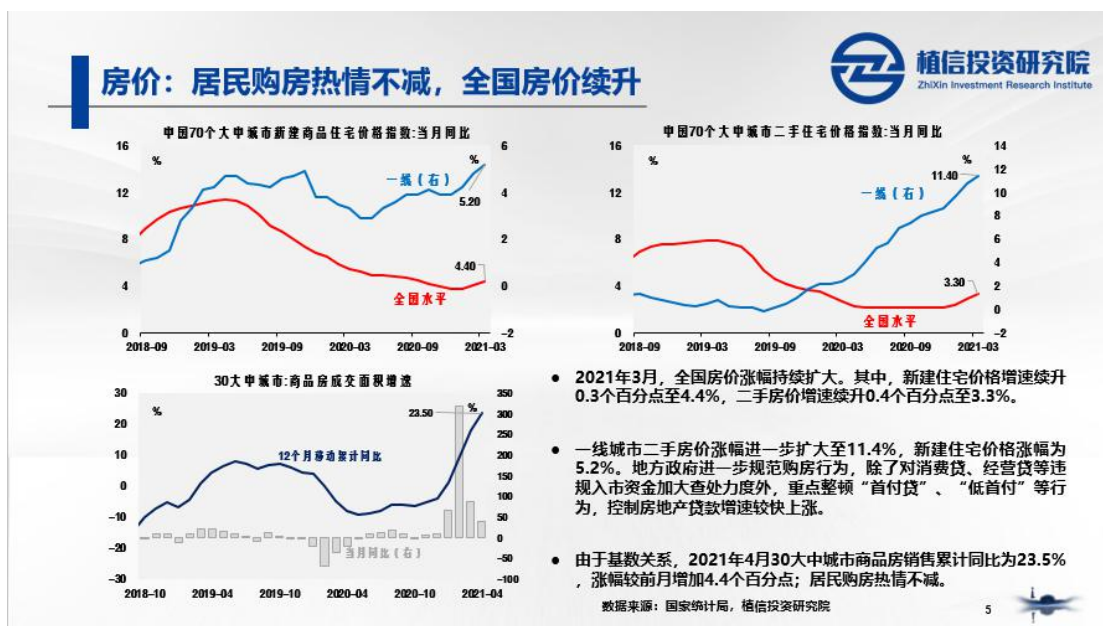 房价：居民购房热情不减，全国房价续升
植信投资研究院
ZhiXin Investment Research Institute
中国70个大中城市新建商品住宅价格指数:当月同比
16
12
8
4
0
%
%
6
4
2
0
-2
一线（右）
5.20
4.40
全国水平
2018-09 2019-03 2019-09 2020-03 2020-09 2021-03
中国70个大中城市二手住宅价格指数:当月同比
16
12
8
4
0
%
%
14
12
10
8
6
4
2
0
-2
11.40
一线（右）
3.30
全国水平
2018-09 2019-03 2019-09 2020-03 2020-09 2021-03
30大中城市:商品房成交面积增速
30
20
10
0
-10
-20
-30
%
%
350
300
250
200
150
100
50
0
-50
-100
23.50
12个月移动累计同比
当月同比（右）
2018-10 2019-04 2019-10 2020-04 2020-10 2021-04
● 2021年3月，全国房价涨幅持续扩大。其中，新建住宅价格增速续升
0.3个百分点至4.4%，二手房价增速续升0.4个百分点至3.3%。
● 一线城市二手房价涨幅进一步扩大至11.4%，新建住宅价格涨幅为
5.2%。地方政府进一步规范购房行为，除了对消费贷、经营贷等违
规入市资金加大查处力度外，重点整顿“首付贷”、“低首付”等行
为，控制房地产贷款增速较快上涨。
● 由于基数关系，2021年4月30大中城市商品房销售累计同比为23.5%
，涨幅较前月增加4.4个百分点；居民购房热情不减。
数据来源：国家统计局，植信投资研究院
5